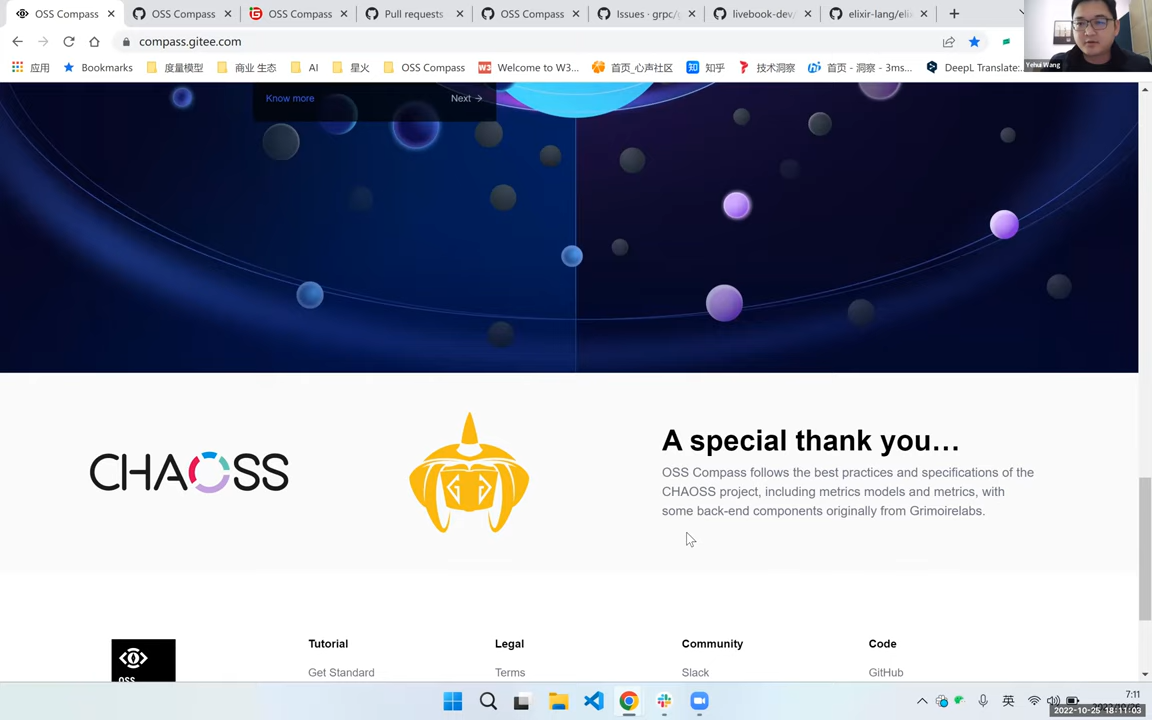 OSS Compass
OSS Compass
OSS Compass
Pull requests
OSS Compass
Issues · grpc/g
livebook-dev/
elixir-lang/eli
compass.gitee.com
应用
Bookmarks
度量模型
商业 生态
AI
星火
OSS Compass
Welcome to W3...
首页_心声社区
知乎
技术洞察
首页 - 洞察 - 3ms...
DeepL Translate:...
Yehui Wang
Know more
Next →
CHAOSS
A special thank you...
OSS Compass follows the best practices and specifications of the
CHAOSS project, including metrics models and metrics, with
some back-end components originally from Grimoirelabs.
OSS
Tutorial
Legal
Community
Code
Get Standard
Terms
Slack
GitHub
英
7:11
2022-10-25 18:11:03